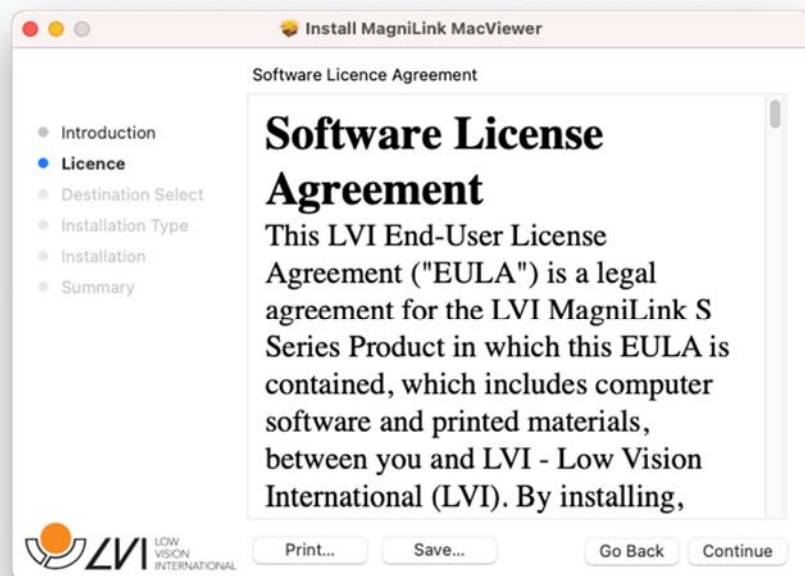 Install MagniLink MacViewer
Software Licence Agreement
Introduction
Licence
Destination Select
Installation Type
Installation
Summary
Software License
Agreement
This LVI End-User License
Agreement ("EULA") is a legal
agreement for the LVI MagniLink S
Series Product in which this EULA is
contained, which includes computer
software and printed materials,
between you and LVI - Low Vision
International (LVI). By installing,
LVI
LOW
VISION
INTERNATIONAL
Print...
Save...
Go Back
Continue